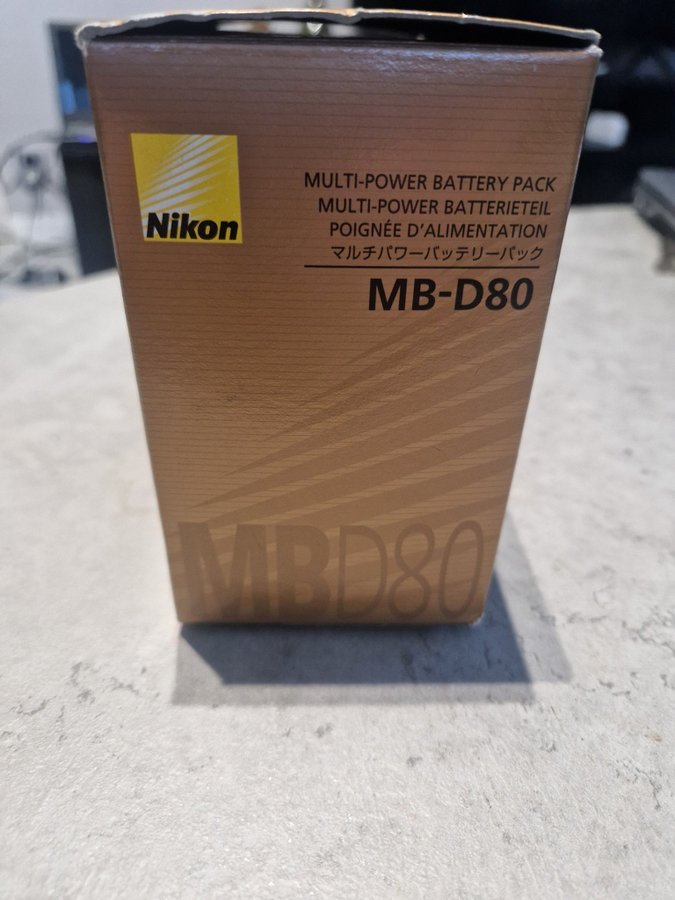 Nikon
MULTI-POWER BATTERY PACK
MULTI-POWER BATTERIETEIL
POIGNÉE D'ALIMENTATION
マルチパワーバッテリーパック
MB-D80
MBD80